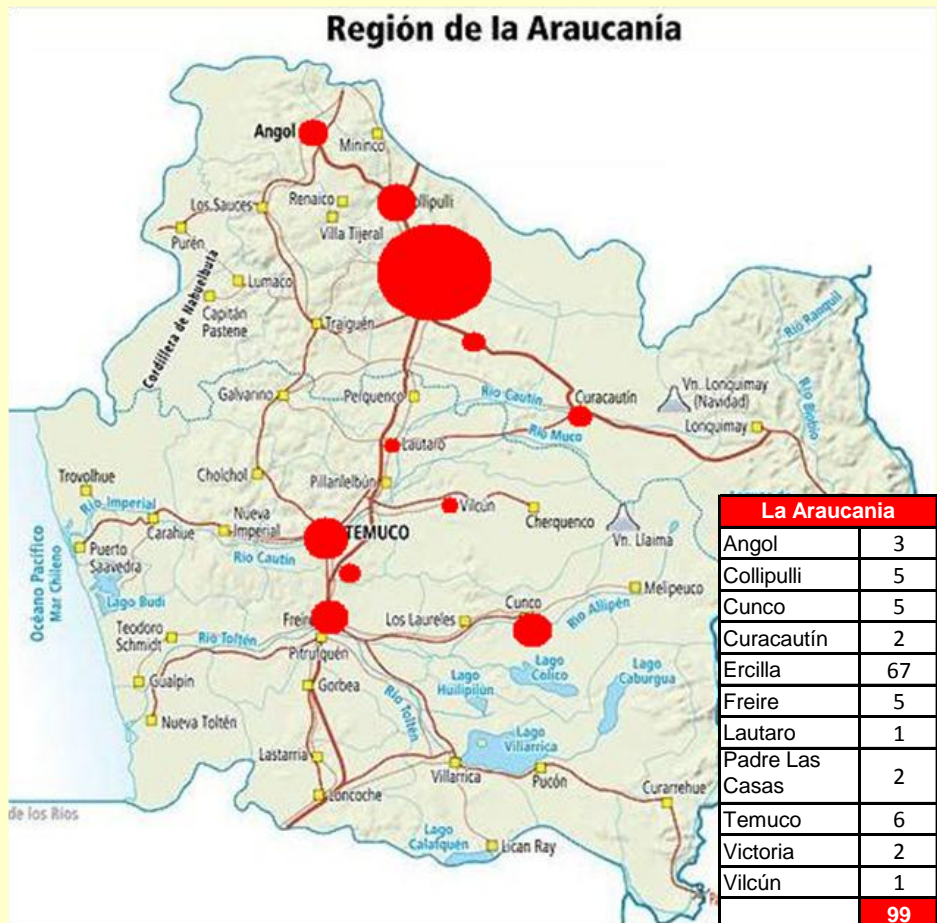 Región de la Araucanía
Angol
Mininco
Renaico
Collipulli
Los Sauces
Villa Tijeral
Purén
Lumaco
Capitán
Pastene
Cordillera de Nahuelbuta
Traiguén
Río Ranquil
Río Biobío
Galvarino
Perquenco
Río Cautín
Curacautín
Vn. Lonquimay
(Navidad)
Lonquimay
Río Muco
Lautaro
Trovolhue
Cholchol
Pillanlelbún
Río Imperial
Nueva
Imperial
Vilcún
Cherquenco
Carahue
TEMUCO
Vn. Llaima
Puerto
Saavedra
Río Cautín
Océano Pacífico
Mar Chileno
Lago Budi
Melipeuco
Cunco
Río Allipén
Teodoro
Schmidt
Río Toltén
Freire
Los Laureles
Pitrufquén
Lago
Colico
Lago
Caburgua
Gualpin
Gorbea
Lago
Huilipilún
Río Toltén
Nueva Toltén
Lago
Villarrica
Lastarria
Villarrica
Pucón
Curarrehue
Loncoche
de los Ríos
Lago
Calafquén
Lican Ray
La Araucania
Angol 3
Collipulli 5
Cunco 5
Curacautín 2
Ercilla 67
Freire 5
Lautaro 1
Padre Las
Casas 2
Temuco 6
Victoria 2
Vilcún 1
99